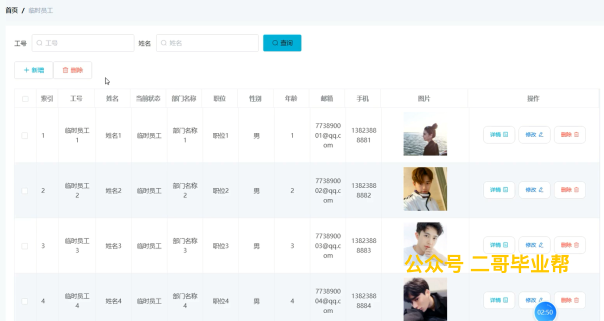 首页 / 临时员工
工号 工号 姓名 姓名 查询
+ 新增 删除
索引 工号 姓名 当前状态 部门名称 职位 性别 年龄 邮箱 手机 图片 操作
1 临时员工1 姓名1 临时员工 部门名称1 职位1 男 1 773890001@qq.com 13823888881 详情 修改 删除
2 临时员工2 姓名2 临时员工 部门名称2 职位2 男 2 773890002@qq.com 13823888882 详情 修改 删除
3 临时员工3 姓名3 临时员工 部门名称3 职位3 男 3 773890003@qq.com 13823888883 详情 修改 删除
公众号 二哥毕业帮
4 临时员工4 姓名4 临时员工 部门名称4 职位4 男 4 773890004@qq.com 13823888884 详情 修改 删除
02:50